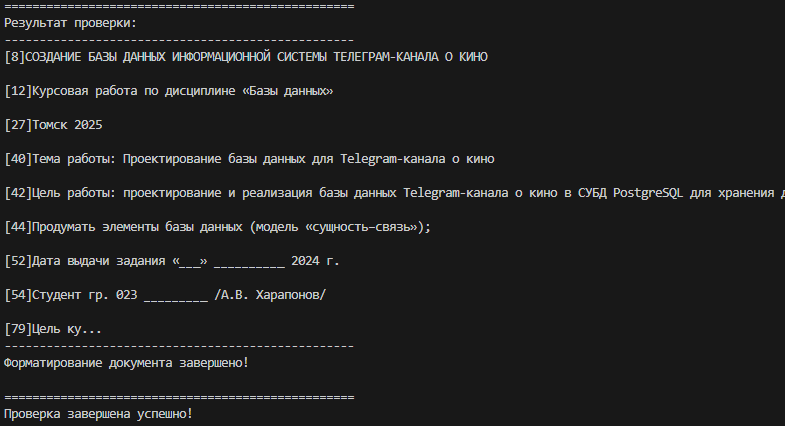 ==================================================
Результат проверки:
--------------------------------------------------
[8]СОЗДАНИЕ БАЗЫ ДАННЫХ ИНФОРМАЦИОННОЙ СИСТЕМЫ ТЕЛЕГРАМ-КАНАЛА О КИНО
[12]Курсовая работа по дисциплине «Базы данных»
[27]Томск 2025
[40]Тема работы: Проектирование базы данных для Telegram-канала о кино
[42]Цель работы: проектирование и реализация базы данных Telegram-канала о кино в СУБД PostgreSQL для хранения
[44]Продумать элементы базы данных (модель «сущность–связь»);
[52]Дата выдачи задания «___» __________ 2024 г.
[54]Студент гр. 023 _________ /А.В. Харапонов/
[79]Цель ку...
--------------------------------------------------
Форматирование документа завершено!
==================================================
Проверка завершена успешно!